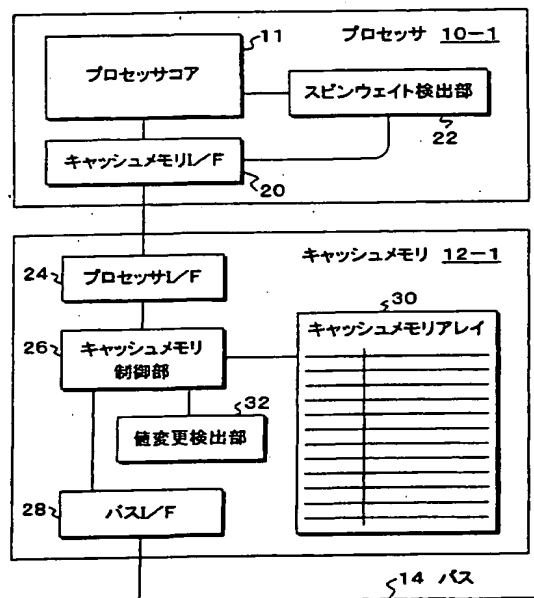 プロセッサ 10-1
11
プロセッサコア
スピンウェイト検出部
22
キャッシュメモリI/F
20
キャッシュメモリ 12-1
24
プロセッサI/F
30
キャッシュメモリアレイ
26
キャッシュメモリ
制御部
32
値変更検出部
28
バスI/F
14 バス